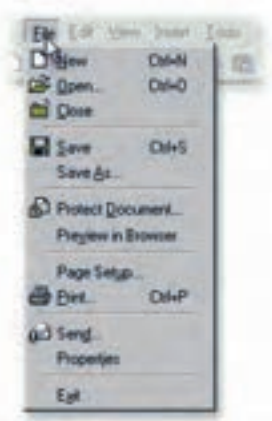 File Edit View Insert Tools
New Ctrl+N
Open... Ctrl+O
Close
Save Ctrl+S
Save As...
Protect Document...
Preview in Browser
Page Setup...
Print... Ctrl+P
Send...
Properties
Exit